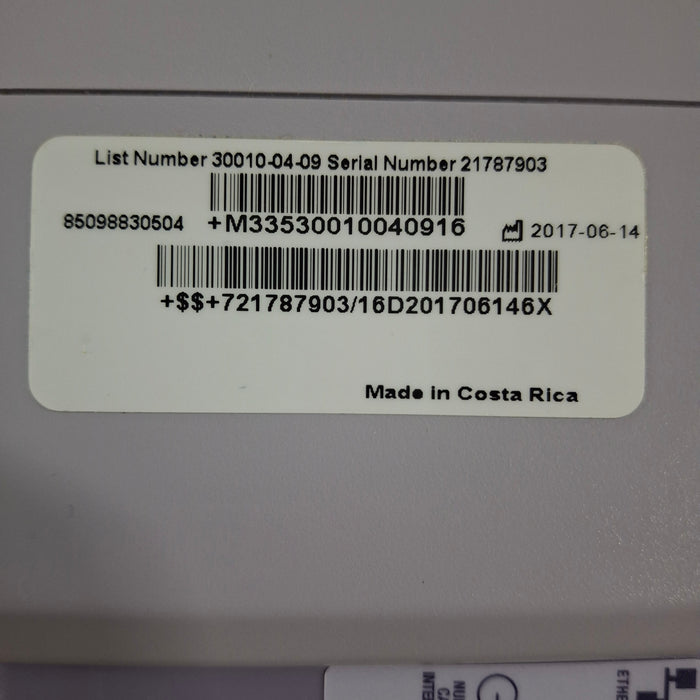 List Number 30010-04-09 Serial Number 21787903
85098830504 +M33530010040916 2017-06-14
+$$+721787903/16D201706146X
Made in Costa Rica